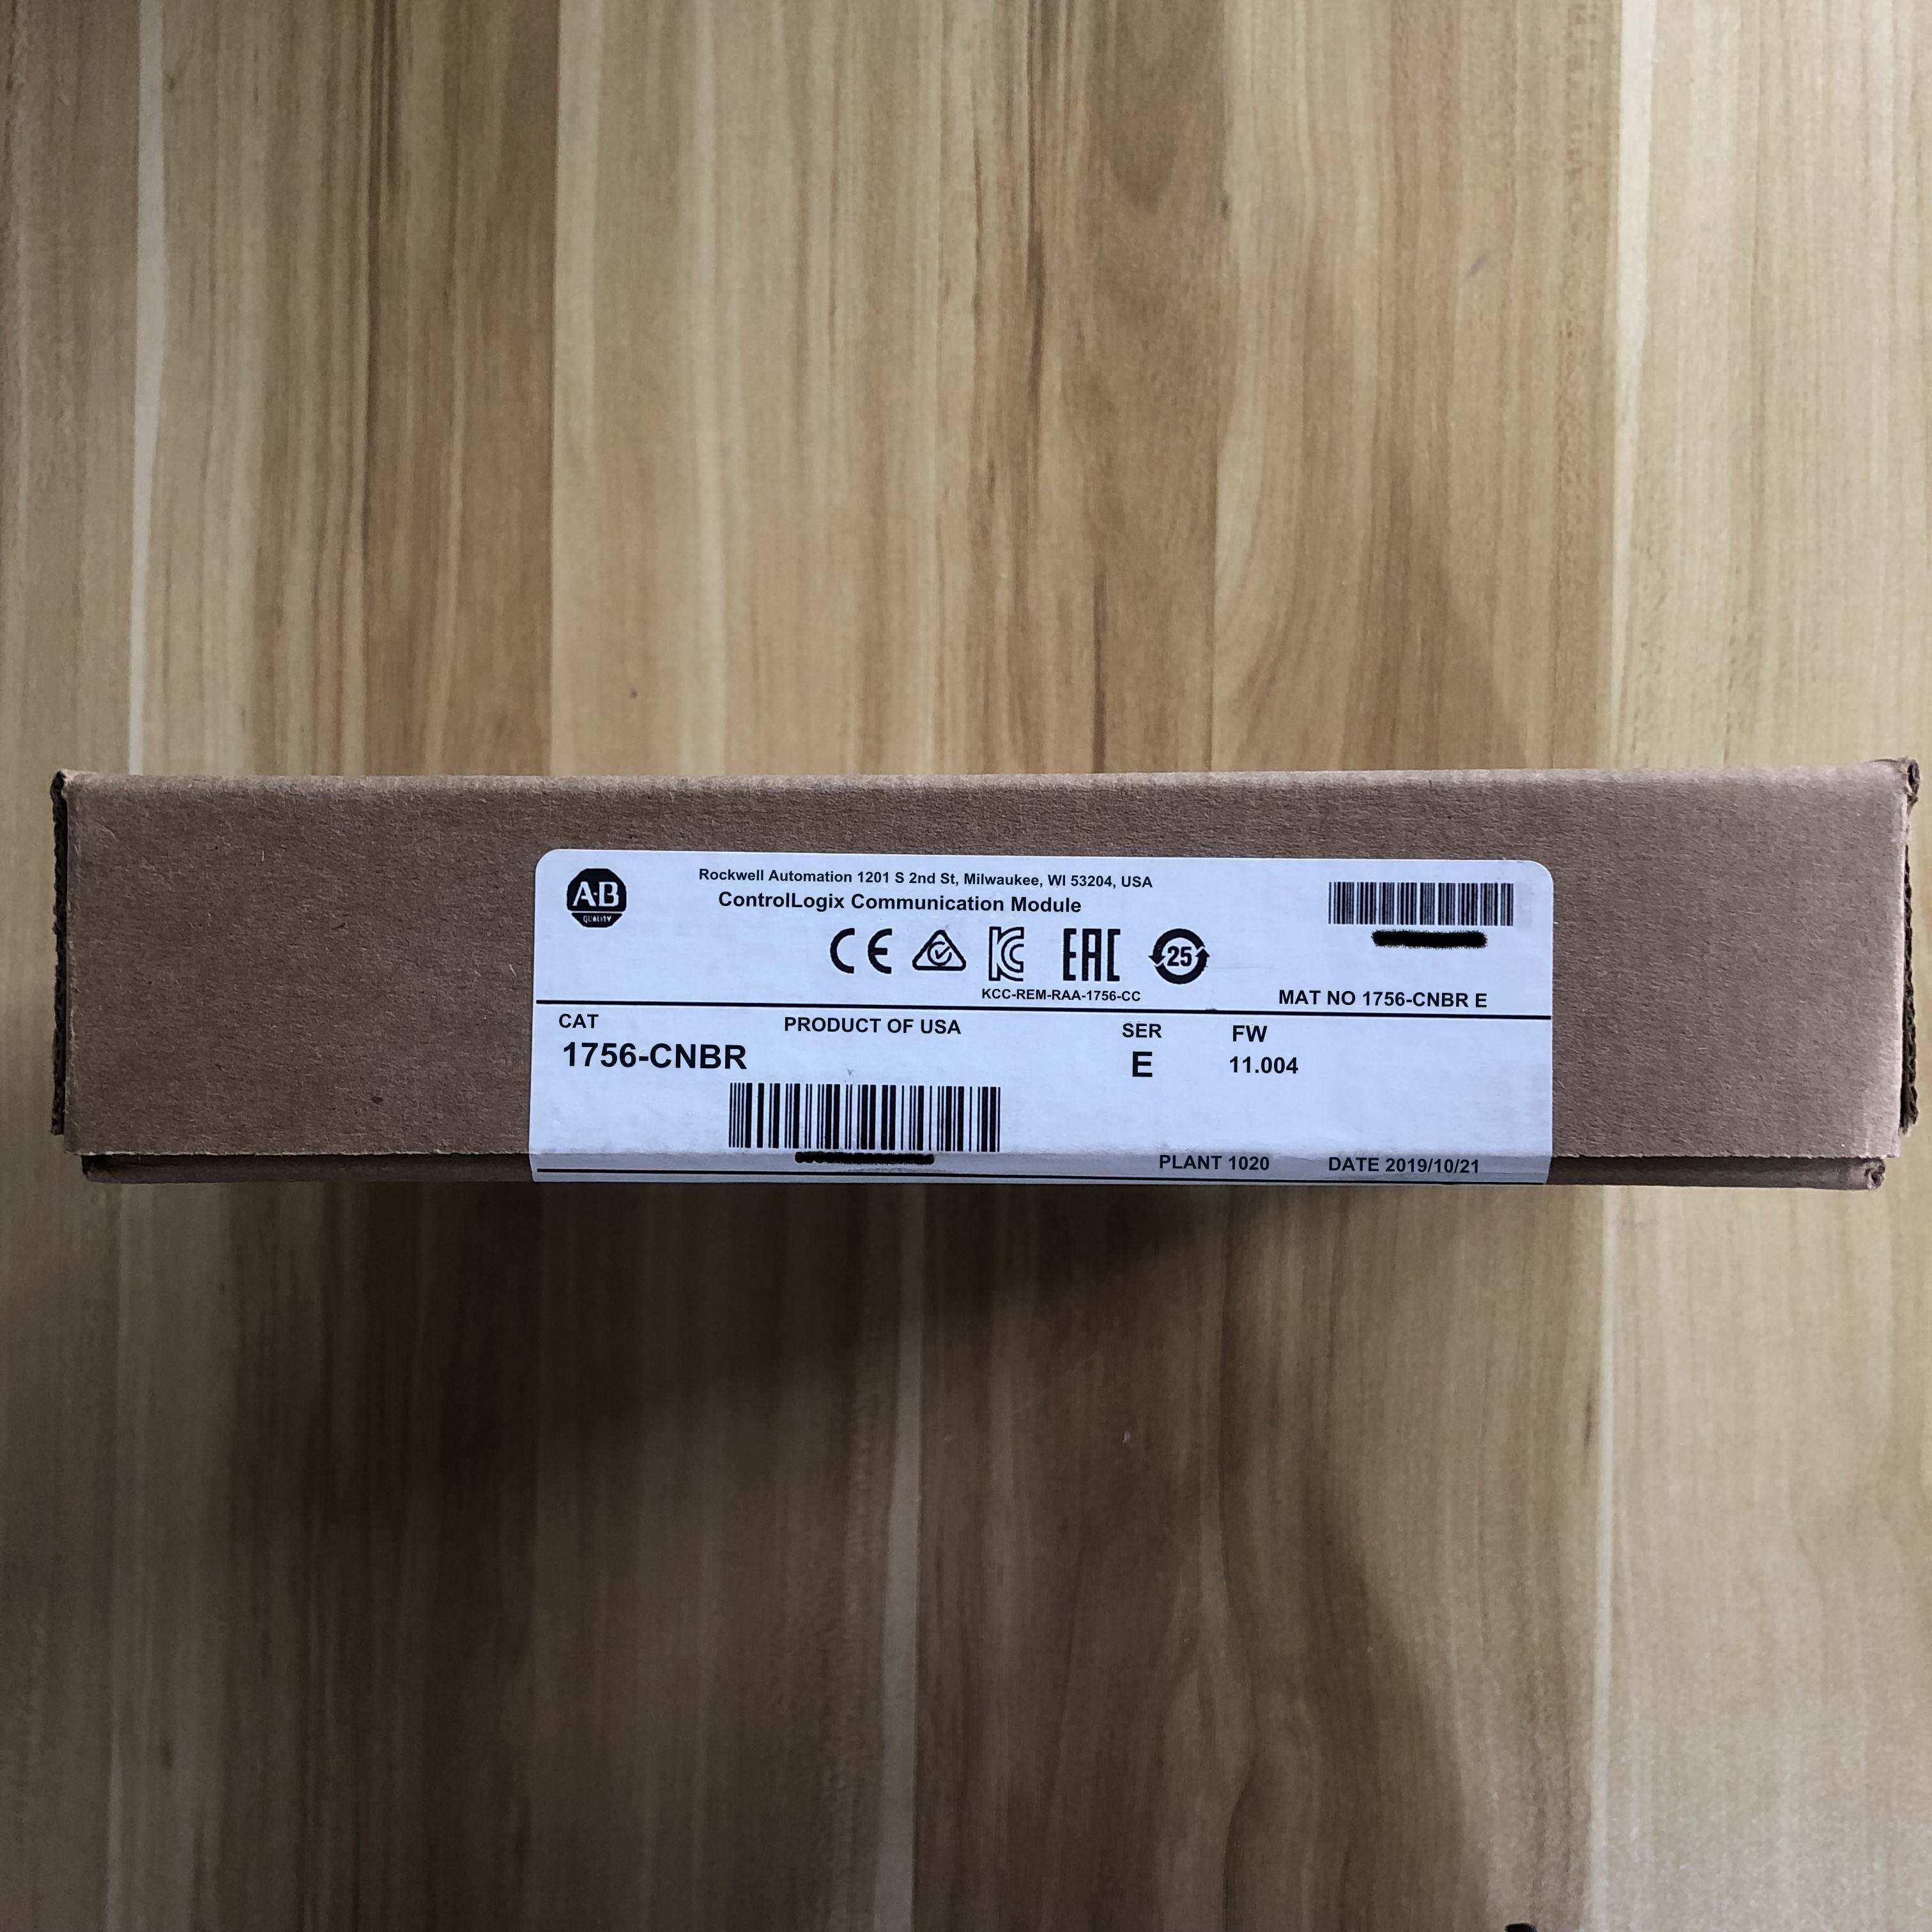 A·B
QUALITY
Rockwell Automation 1201 S 2nd St, Milwaukee, WI 53204, USA
ControlLogix Communication Module
CE
KC
EAC
25
KCC-REM-RAA-1756-CC
MAT NO 1756-CNBR E
CAT
PRODUCT OF USA
SER
FW
1756-CNBR
E
11.004
PLANT 1020
DATE 2019/10/21